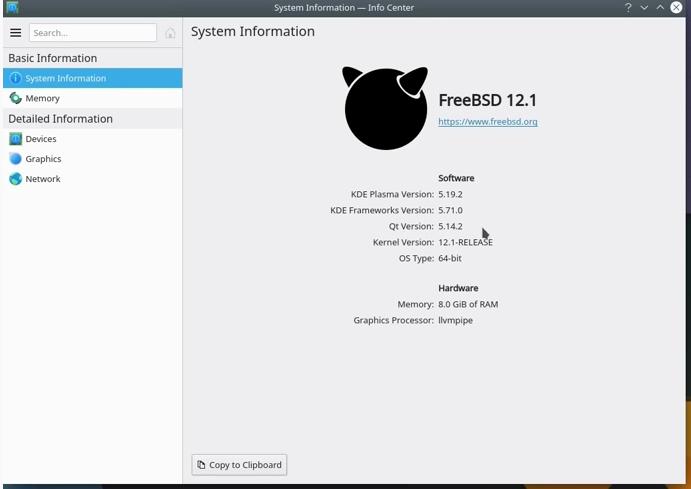 System Information — Info Center
Search...
System Information
Basic Information
System Information
Memory
Detailed Information
Devices
Graphics
Network
FreeBSD 12.1
https://www.freebsd.org
Software
KDE Plasma Version: 5.19.2
KDE Frameworks Version: 5.71.0
Qt Version: 5.14.2
Kernel Version: 12.1-RELEASE
OS Type: 64-bit
Hardware
Memory: 8.0 GiB of RAM
Graphics Processor: llvmpipe
Copy to Clipboard